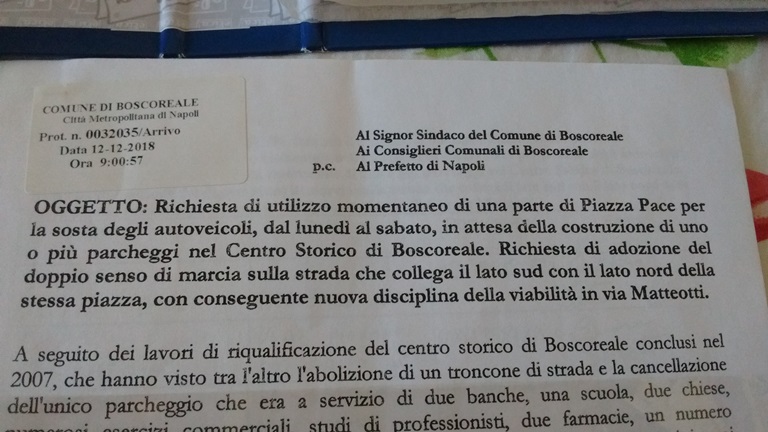 COMUNE DI BOSCOREALE
Città Metropolitana di Napoli
Prot. n. 0032035/Arrivo
Data 12-12-2018
Ora 9:00:57
Al Signor Sindaco del Comune di Boscoreale
Ai Consiglieri Comunali di Boscoreale
p.c. Al Prefetto di Napoli
OGGETTO: Richiesta di utilizzo momentaneo di una parte di Piazza Pace per
la sosta degli autoveicoli, dal lunedì al sabato, in attesa della costruzione di uno
o più parcheggi nel Centro Storico di Boscoreale. Richiesta di adozione del
doppio senso di marcia sulla strada che collega il lato sud con il lato nord della
stessa piazza, con conseguente nuova disciplina della viabilità in via Matteotti.
A seguito dei lavori di riqualificazione del centro storico di Boscoreale conclusi nel
2007, che hanno visto tra l'altro l'abolizione di un troncone di strada e la cancellazione
dell'unico parcheggio che era a servizio di due banche, una scuola, due chiese,
numerosi esercizi commerciali, studi di professionisti, due farmacie, un numero